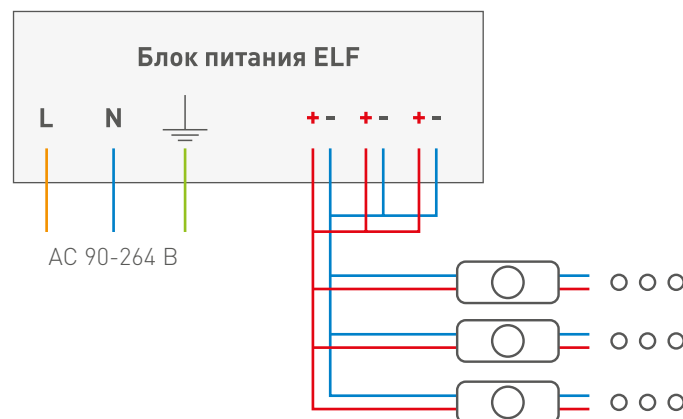 Блок питания ELF
L N + - + - + -
AC 90-264 В